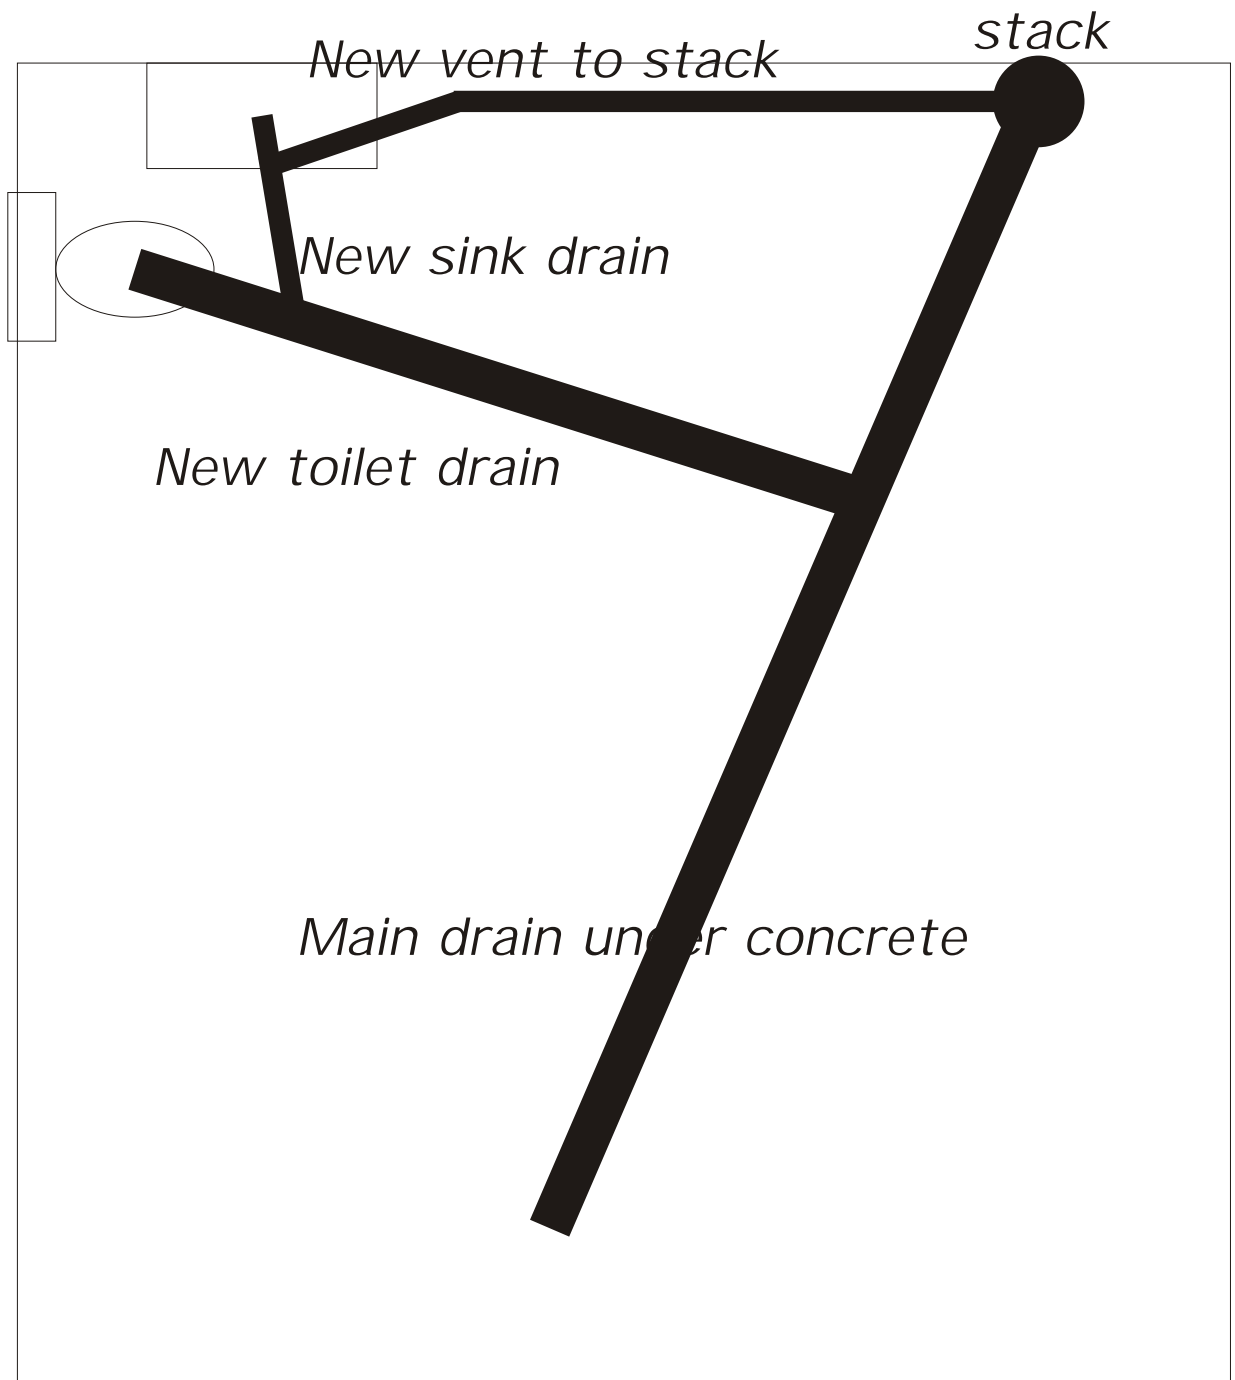 stack
New vent to stack
New sink drain
New toilet drain
Main drain under concrete